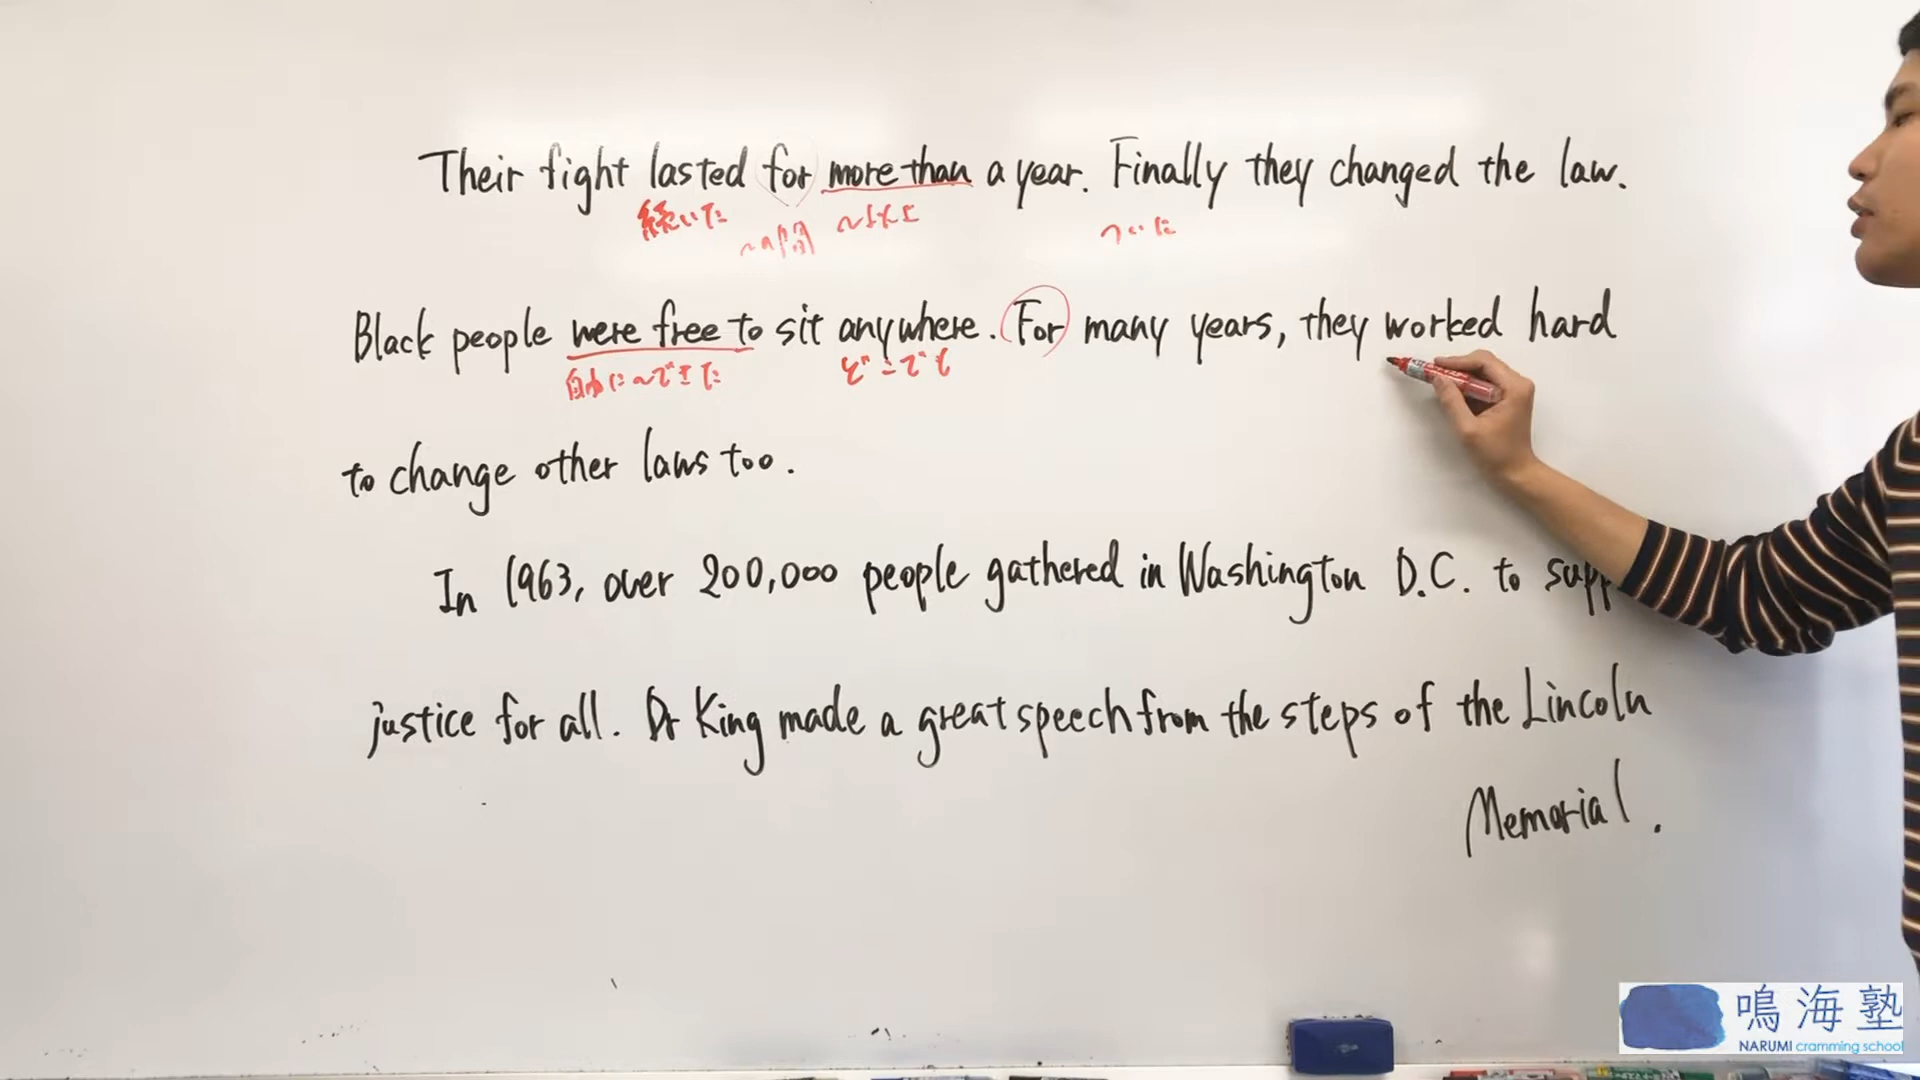 Their fight lasted for more than a year. Finally they changed the law.
続いた ～の間 ～以上 ついに
Black people were free to sit anywhere. For many years, they worked hard
自由に～できた どこでも
to change other laws too.
In 1963, over 200,000 people gathered in Washington D.C. to supp
justice for all. Dr King made a great speech from the steps of the Lincoln
Memorial.
鳴海塾
NARUMI cramming school